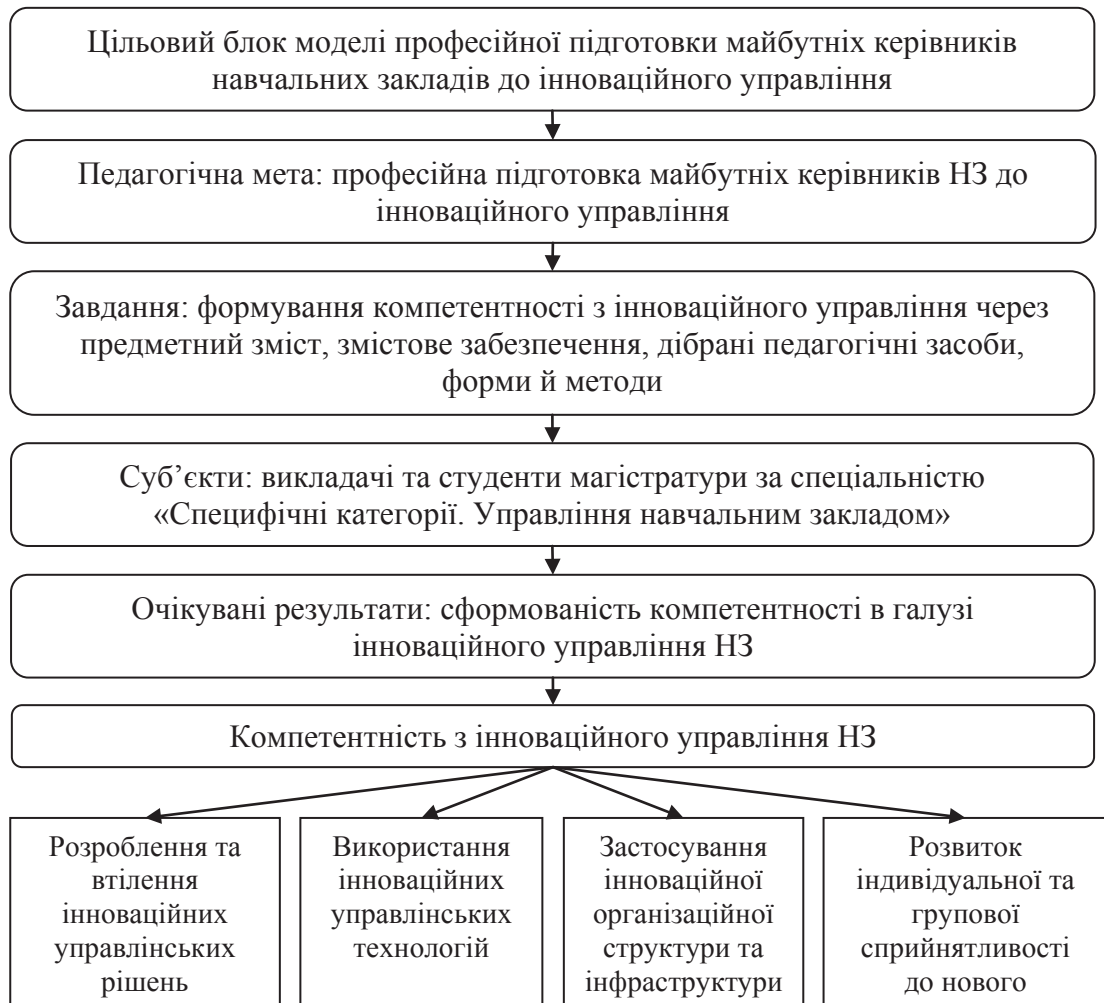 Цільовий блок моделі професійної підготовки майбутніх керівників
навчальних закладів до інноваційного управління
Педагогічна мета: професійна підготовка майбутніх керівників НЗ до
інноваційного управління
Завдання: формування компетентності з інноваційного управління через
предметний зміст, змістове забезпечення, дібрані педагогічні засоби,
форми й методи
Суб’єкти: викладачі та студенти магістратури за спеціальністю
«Специфічні категорії. Управління навчальним закладом»
Очікувані результати: сформованість компетентності в галузі
інноваційного управління НЗ
Компетентність з інноваційного управління НЗ
Розроблення та
втілення
інноваційних
управлінських
рішень
Використання
інноваційних
управлінських
технологій
Застосування
інноваційної
організаційної
структури та
інфраструктури
Розвиток
індивідуальної та
групової
сприйнятливості
до нового